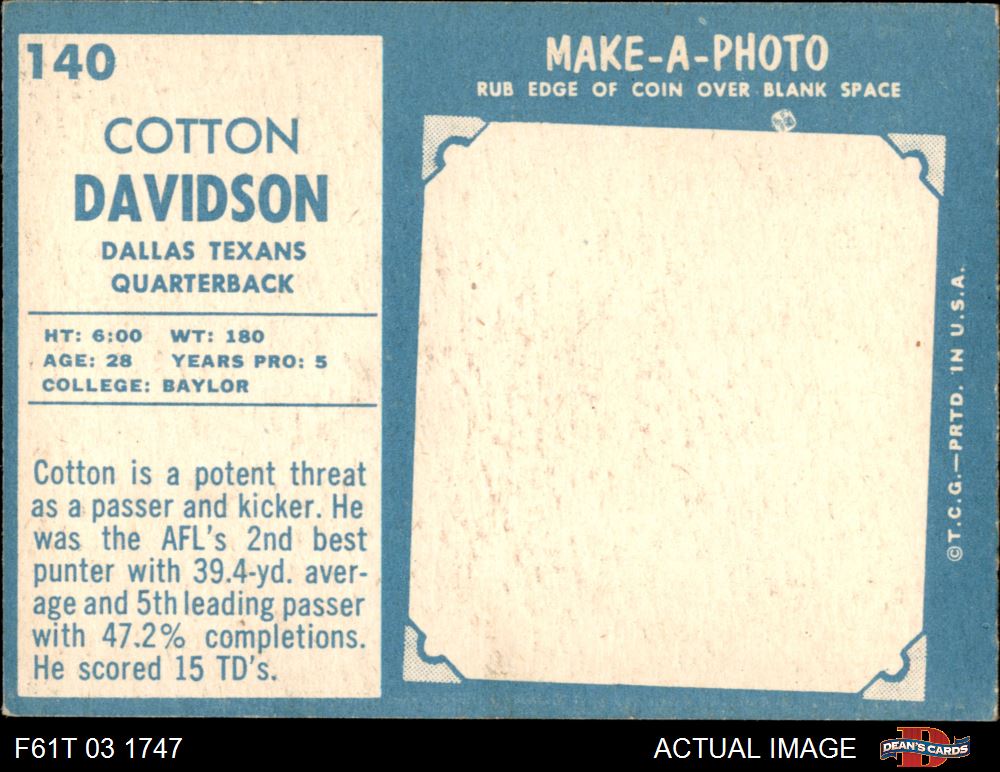 140
COTTON
DAVIDSON
DALLAS TEXANS
QUARTERBACK
HT: 6:00 WT: 180
AGE: 28 YEARS PRO: 5
COLLEGE: BAYLOR
Cotton is a potent threat
as a passer and kicker. He
was the AFL's 2nd best
punter with 39.4-yd. aver-
age and 5th leading passer
with 47.2% completions.
He scored 15 TD's.
MAKE-A-PHOTO
RUB EDGE OF COIN OVER BLANK SPACE
©T.C.G.—PRTD. IN U.S.A.
F61T 03 1747
ACTUAL IMAGE
D
DEAN'S CARDS